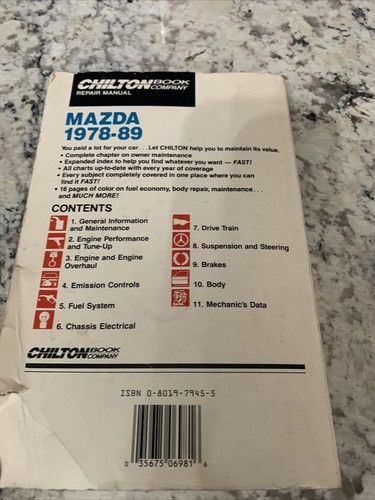 CHILTON BOOK COMPANY
REPAIR MANUAL
MAZDA
1978-89
You paid a lot for your car . . . Let CHILTON help you to maintain its value.
• Complete chapter on owner maintenance
• Expanded index to help you find whatever you want — FAST!
• All charts up-to-date with every year of coverage
• Every subject completely covered in one place where you can
find it FAST!
• 16 pages of color on fuel economy, body repair, maintenance . . .
and MUCH MORE!
CONTENTS
1. General Information
and Maintenance
2. Engine Performance
and Tune-Up
3. Engine and Engine
Overhaul
4. Emission Controls
5. Fuel System
6. Chassis Electrical
7. Drive Train
8. Suspension and Steering
9. Brakes
10. Body
11. Mechanic's Data
CHILTON BOOK COMPANY
ISBN 0-8019-7945-5
0 35675 06981 6